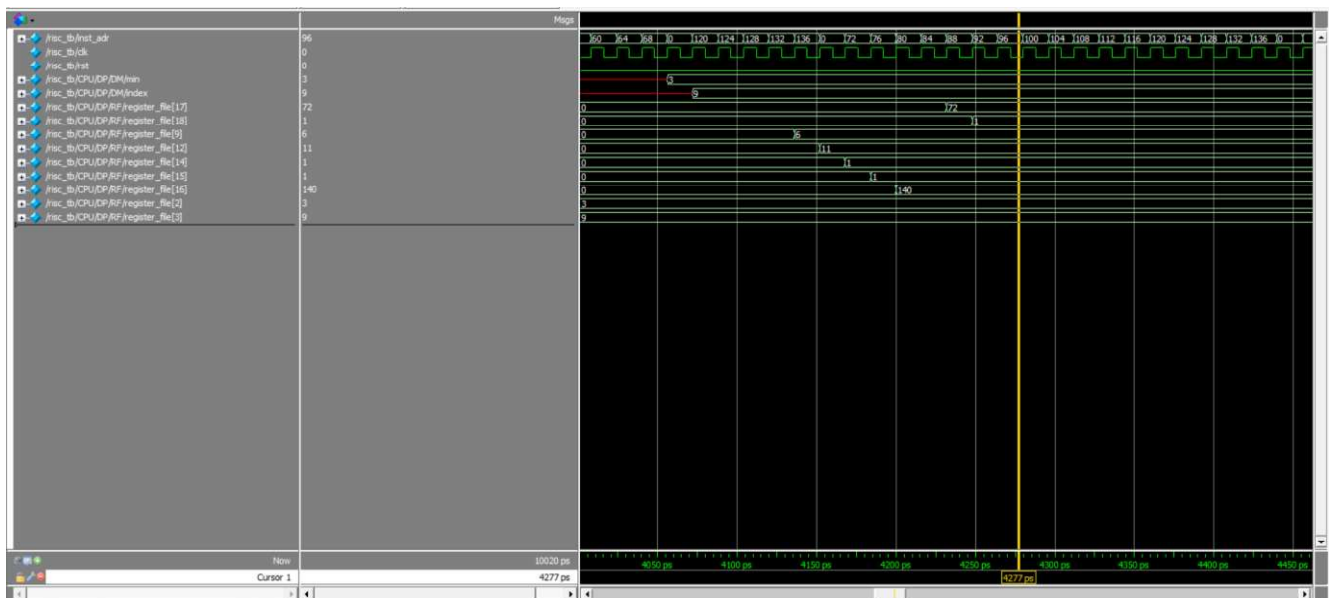 Msgs
/risc_tb/inst_adr 96 60 64 68 0 120 124 128 132 136 0 72 76 80 84 88 92 96 100 104 108 112 116 120 124 128 132 136 0
/risc_tb/clk 0
/risc_tb/rst 0
/risc_tb/CPU/DP/DM/min 3 3
/risc_tb/CPU/DP/DM/index 9 9
/risc_tb/CPU/DP/RF/register_file[17] 72 0 72
/risc_tb/CPU/DP/RF/register_file[18] 1 0 1
/risc_tb/CPU/DP/RF/register_file[9] 6 0 6
/risc_tb/CPU/DP/RF/register_file[12] 11 0 11
/risc_tb/CPU/DP/RF/register_file[14] 1 0 1
/risc_tb/CPU/DP/RF/register_file[15] 1 0 1
/risc_tb/CPU/DP/RF/register_file[16] 140 0 140
/risc_tb/CPU/DP/RF/register_file[2] 3 3
/risc_tb/CPU/DP/RF/register_file[3] 9 9
Now 10020 ps 4050 ps 4100 ps 4150 ps 4200 ps 4250 ps 4300 ps 4350 ps 4400 ps 4450 ps
Cursor 1 4277 ps 4277 ps